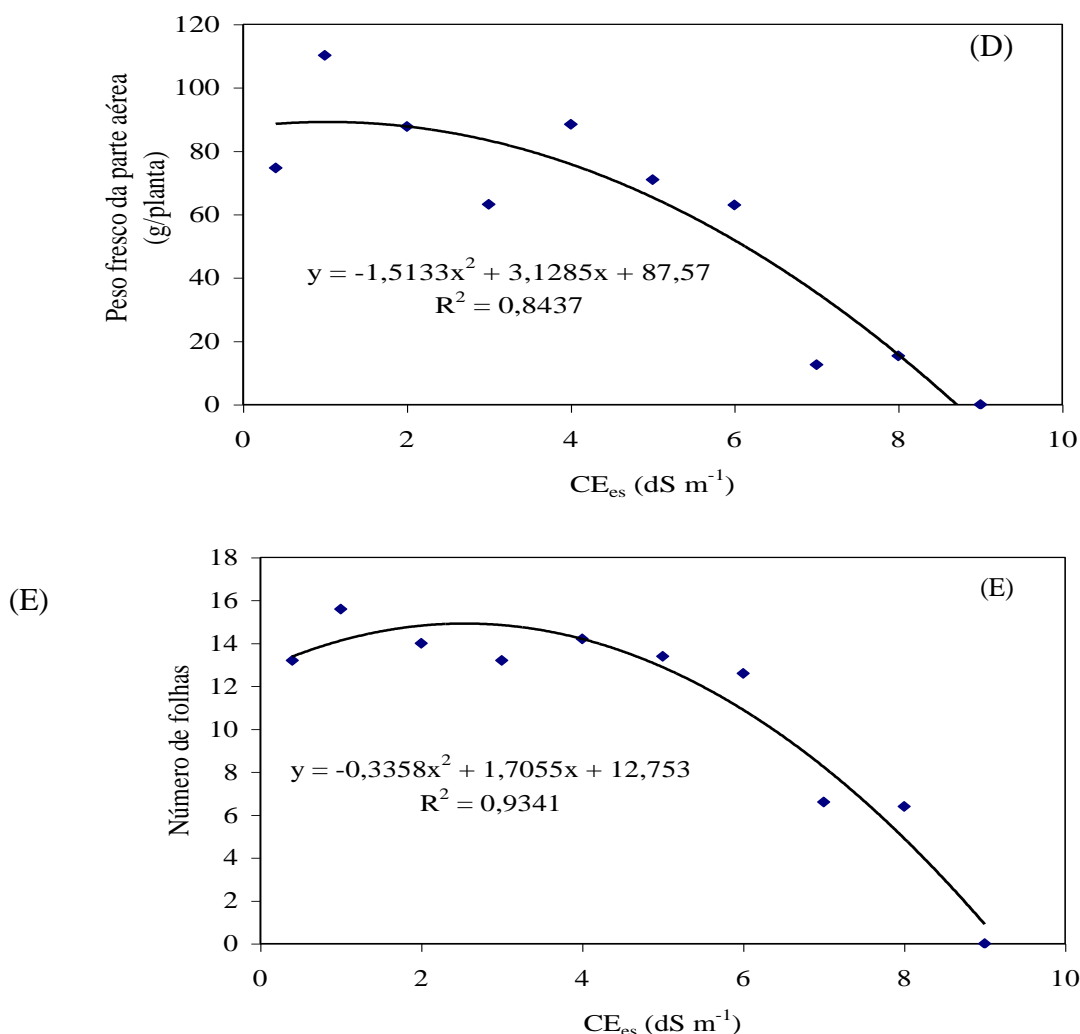 120
100
80
60
40
20
0
Peso fresco da parte aérea
(g/planta)
(D)
y = -1,5133x² + 3,1285x + 87,57
R² = 0,8437
0 2 4 6 8 10
CEes (dS m⁻¹)
(E)
18
16
14
12
10
8
6
4
2
0
Número de folhas
(E)
y = -0,3358x² + 1,7055x + 12,753
R² = 0,9341
0 2 4 6 8 10
CEes (dS m⁻¹)